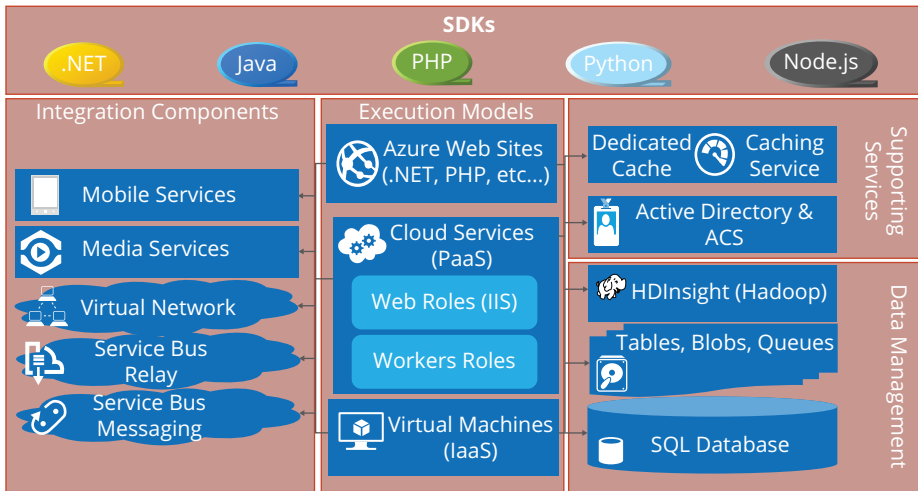 SDKs
.NET
Java
PHP
Python
Node.js
Integration Components
Mobile Services
Media Services
Virtual Network
Service Bus
Relay
Service Bus
Messaging
Execution Models
Azure Web Sites
(.NET, PHP, etc...)
Cloud Services
(PaaS)
Web Roles (IIS)
Workers Roles
Virtual Machines
(IaaS)
Supporting
Services
Dedicated
Cache
Caching
Service
Active Directory &
ACS
Data Management
HDInsight (Hadoop)
Tables, Blobs, Queues
SQL Database